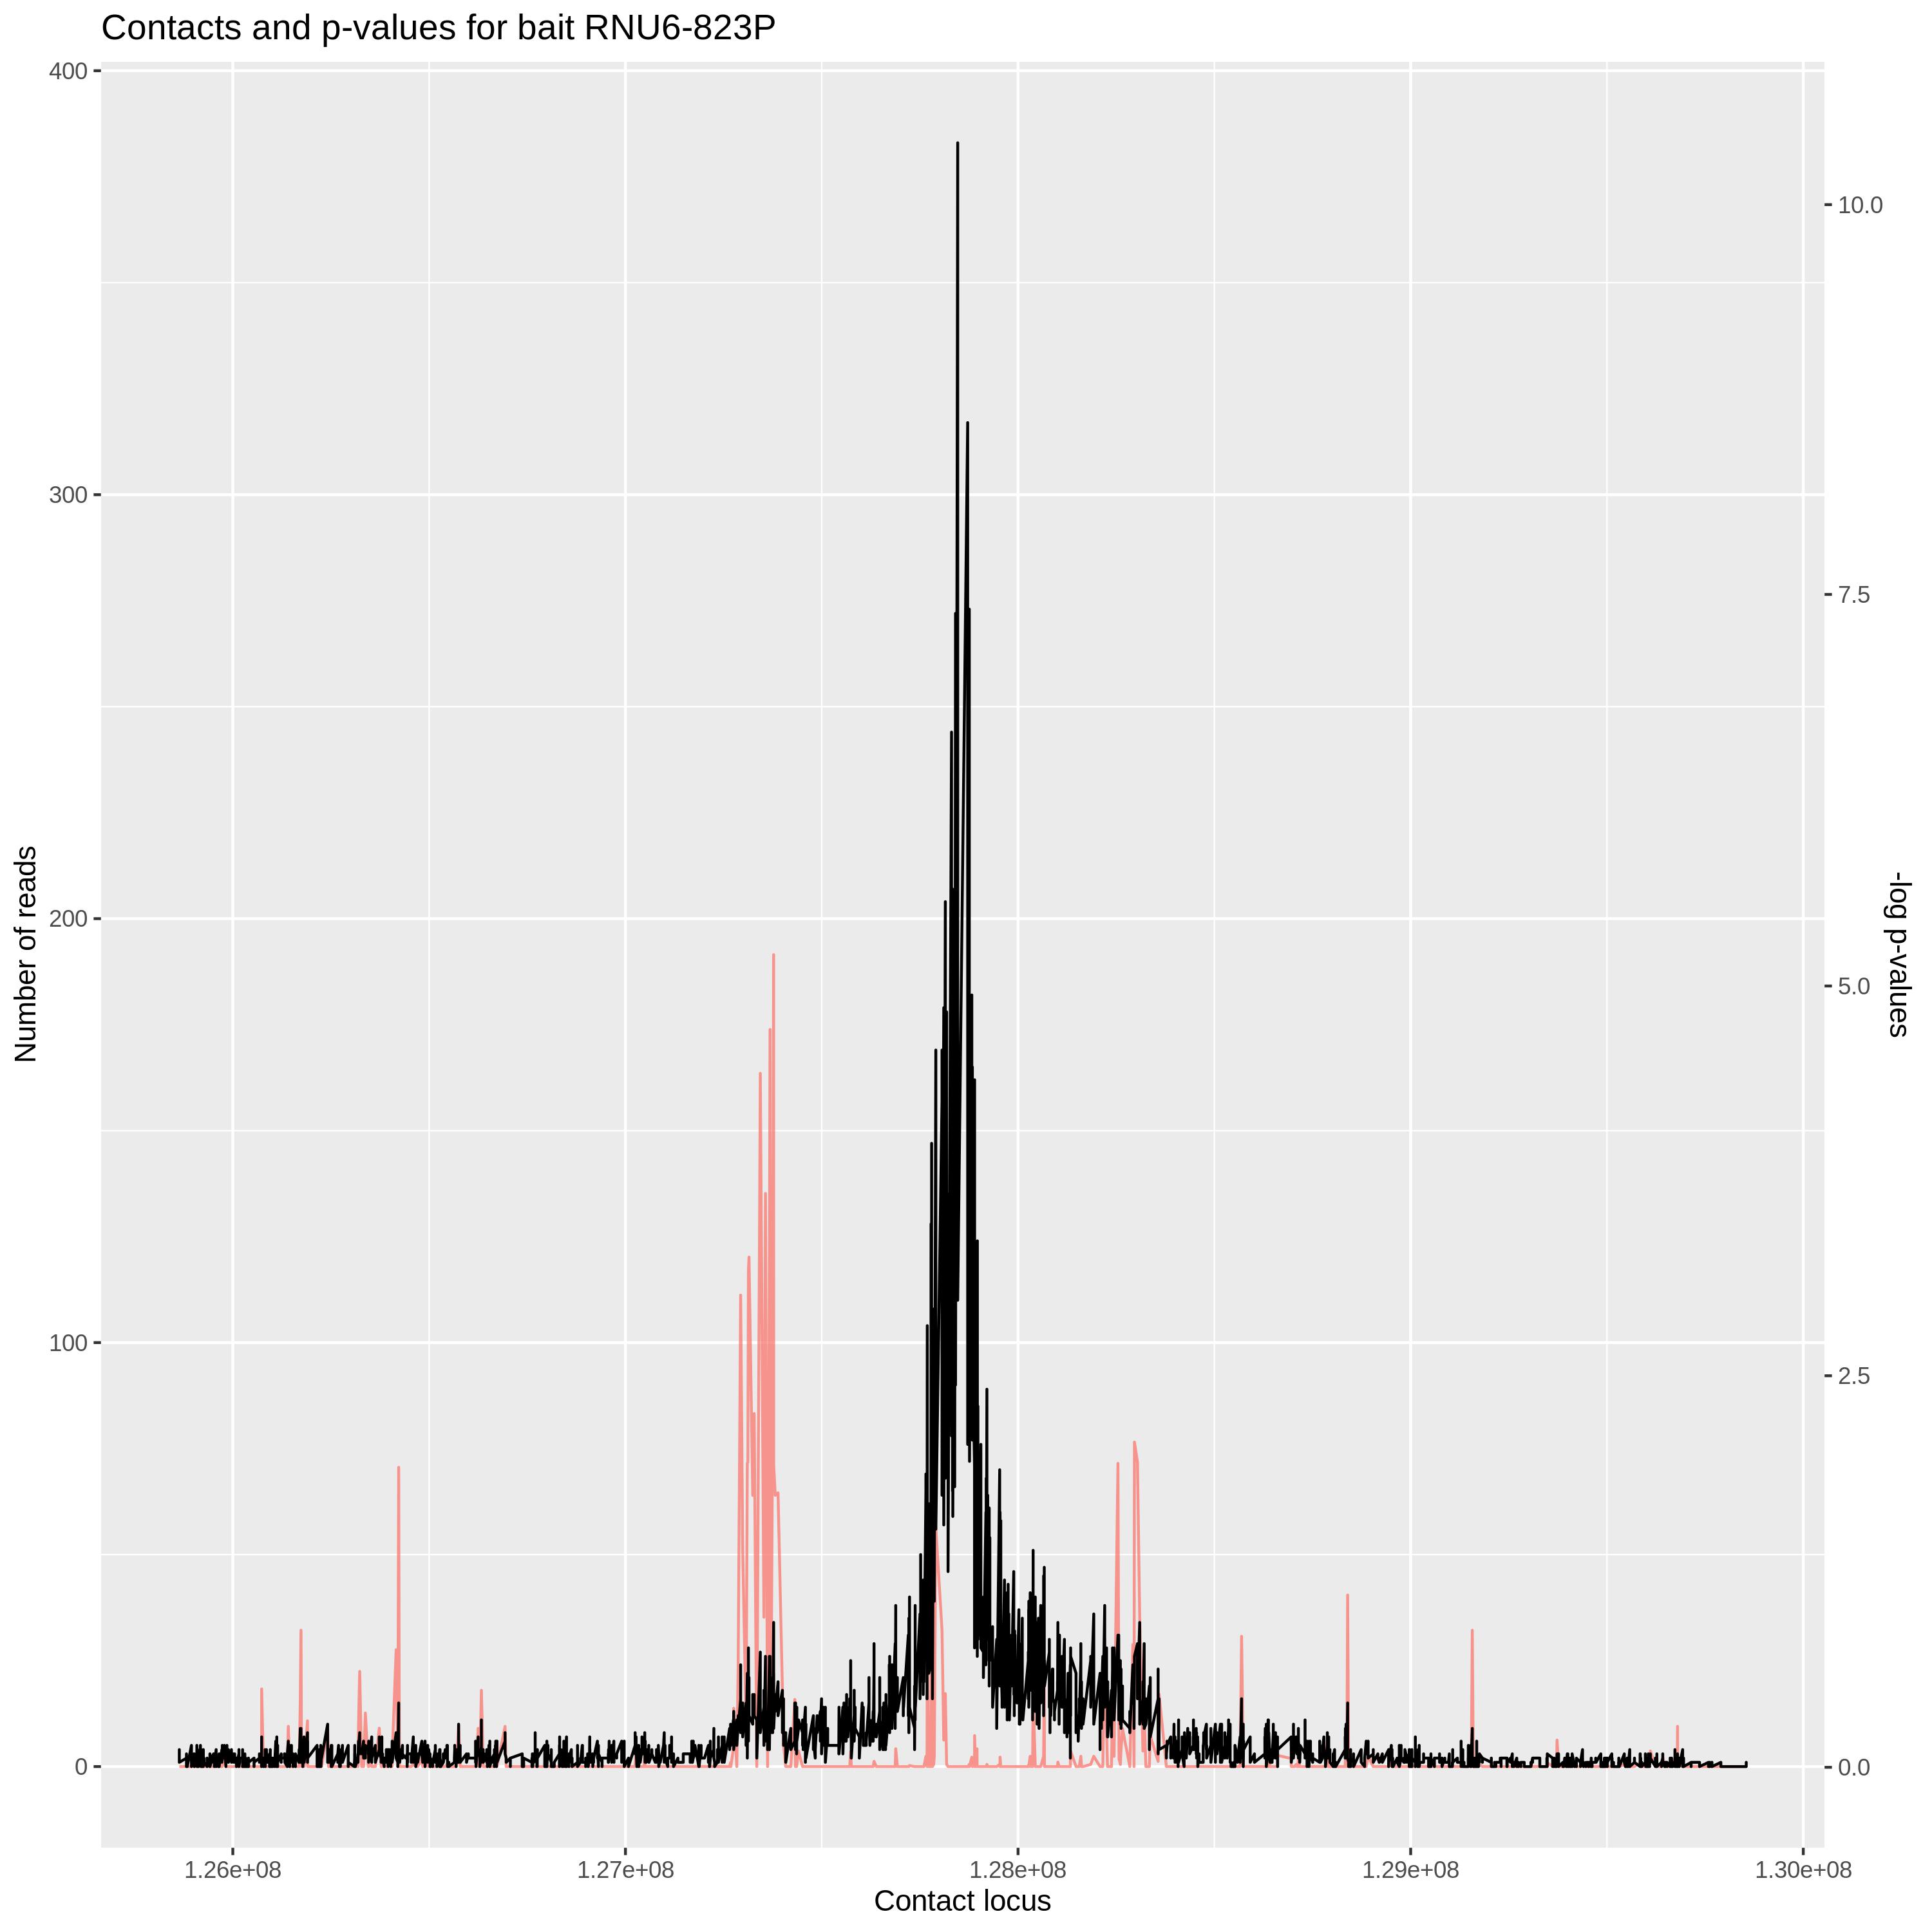 Contacts and p-values for bait RNU6-823P
400
300
200
100
0
Number of reads
10.0
7.5
5.0
2.5
0.0
-log p-values
1.26e+08
1.27e+08
1.28e+08
1.29e+08
1.30e+08
Contact locus